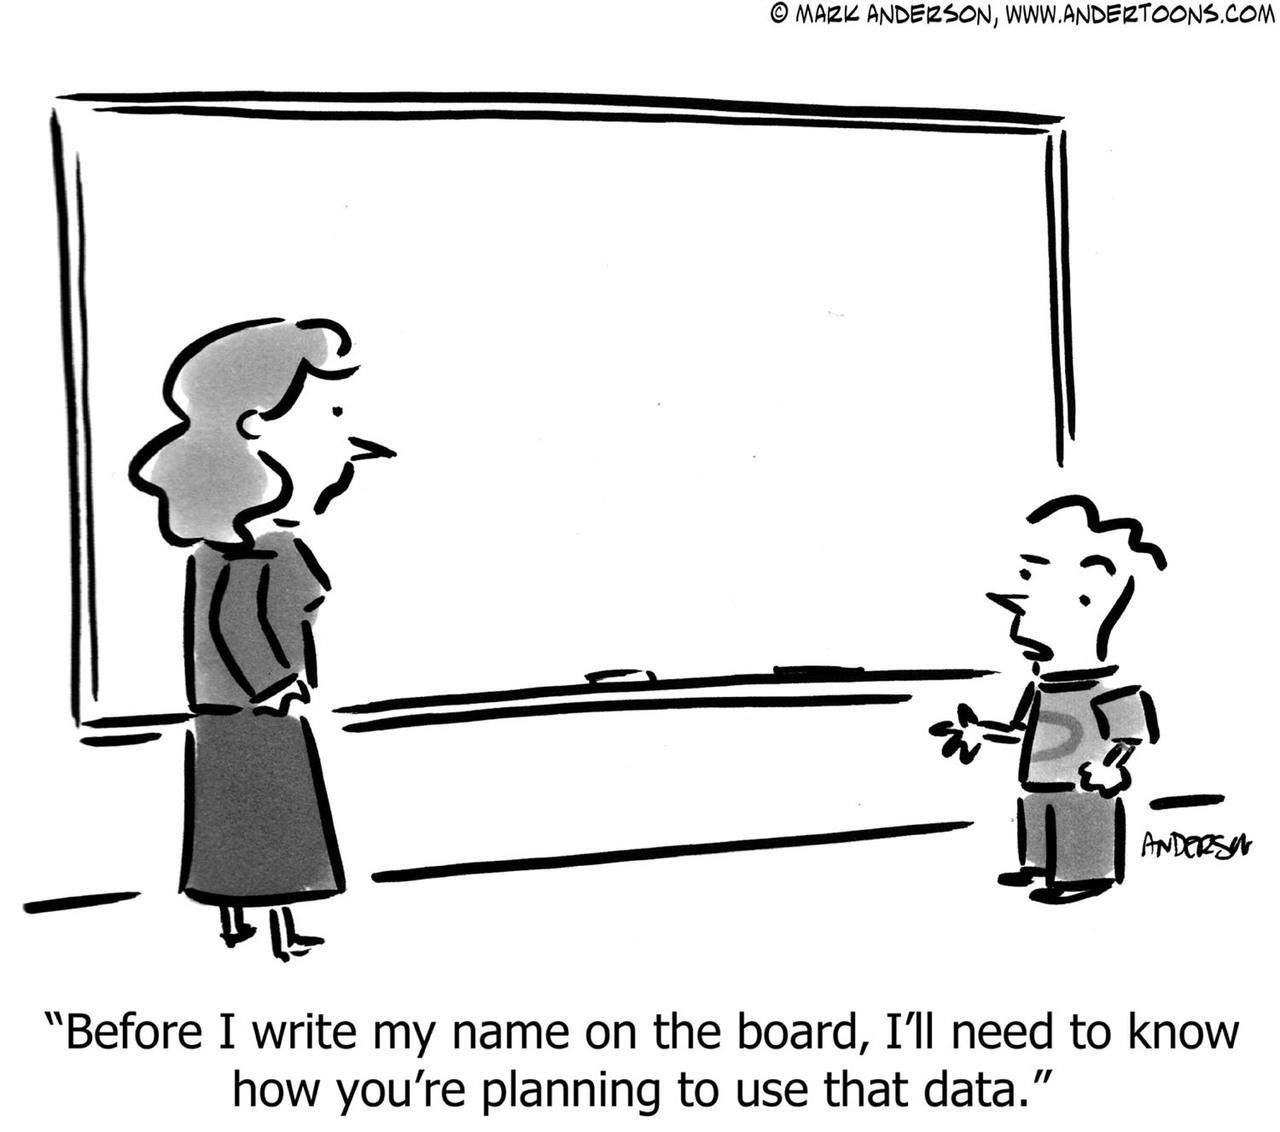 © MARK ANDERSON, WWW.ANDERTOONS.COM
ANDERSON
“Before I write my name on the board, I’ll need to know
how you’re planning to use that data.”